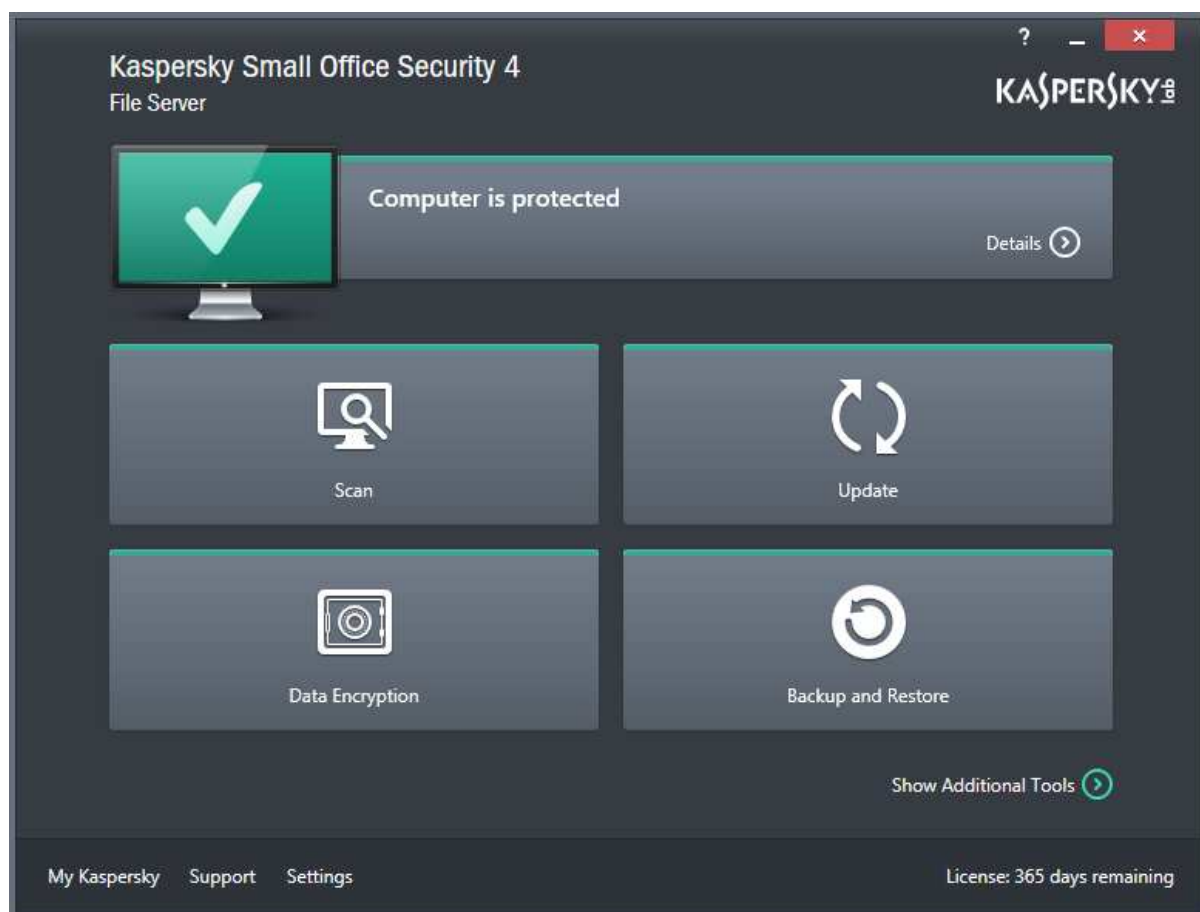 ?
Kaspersky Small Office Security 4
File Server
KASPERSKY lab
Computer is protected
Details
Scan
Update
Data Encryption
Backup and Restore
Show Additional Tools
My Kaspersky Support Settings
License: 365 days remaining